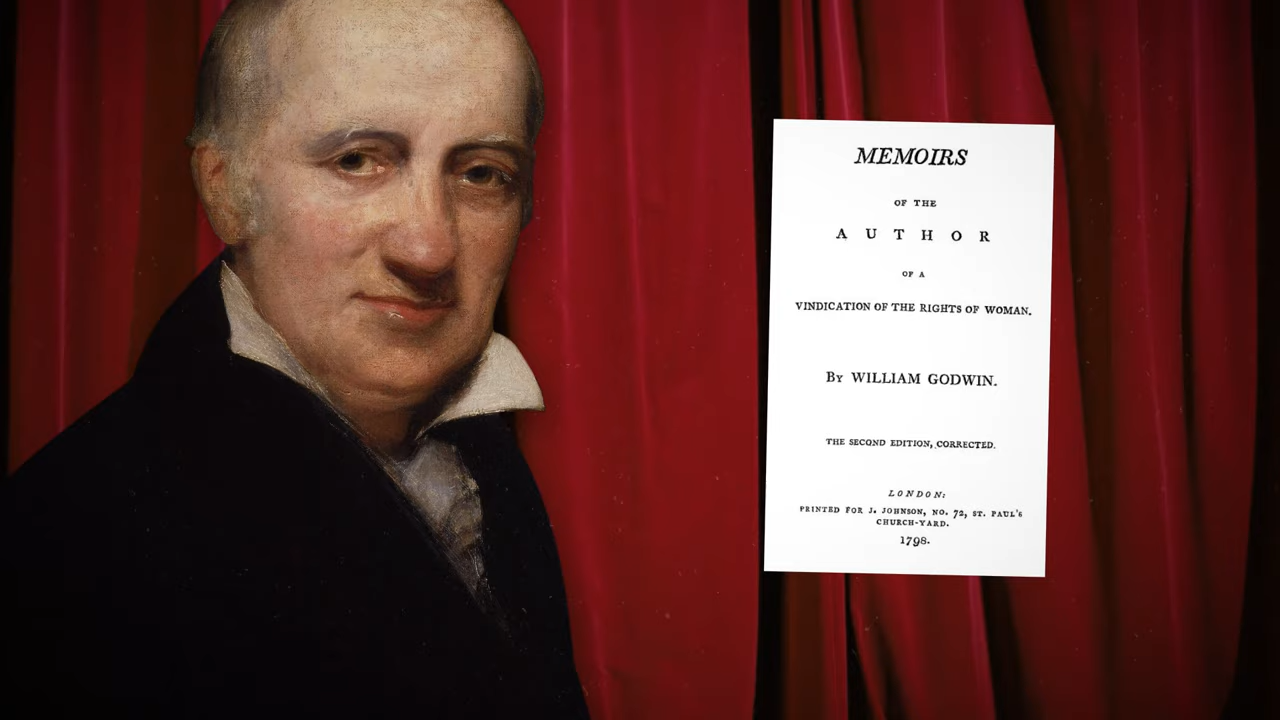 MEMOIRS
OF THE
AUTHOR
OF A
VINDICATION OF THE RIGHTS OF WOMAN.
By WILLIAM GODWIN.
THE SECOND EDITION, CORRECTED.
LONDON:
PRINTED FOR J. JOHNSON, NO. 72, ST. PAUL'S
CHURCH-YARD.
1798.